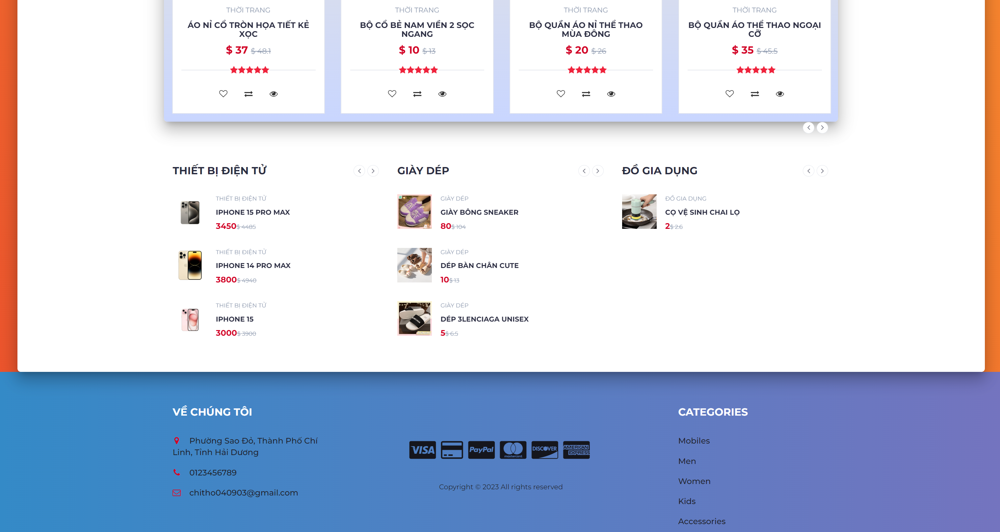 THỜI TRANG
ÁO NỈ CỔ TRÒN HỌA TIẾT KẺ
XỌC
$ 37 $ 48.1
THỜI TRANG
BỘ CỔ BẺ NAM VIỀN 2 SỌC
NGANG
$ 10 $ 13
THỜI TRANG
BỘ QUẦN ÁO NỈ THỂ THAO
MÙA ĐÔNG
$ 20 $ 26
THỜI TRANG
BỘ QUẦN ÁO THỂ THAO NGOẠI
CỠ
$ 35 $ 45.5
THIẾT BỊ ĐIỆN TỬ
THIẾT BỊ ĐIỆN TỬ
IPHONE 15 PRO MAX
3450$ 4485
THIẾT BỊ ĐIỆN TỬ
IPHONE 14 PRO MAX
3800$ 4940
THIẾT BỊ ĐIỆN TỬ
IPHONE 15
3000$ 3900
GIÀY DÉP
GIÀY DÉP
GIÀY BÔNG SNEAKER
80$ 104
GIÀY DÉP
DÉP BÀN CHÂN CUTE
10$ 13
GIÀY DÉP
DÉP 3LENCIAGA UNISEX
5$ 6.5
ĐỒ GIA DỤNG
ĐỒ GIA DỤNG
CỌ VỆ SINH CHAI LỌ
2$ 2.6
VỀ CHÚNG TÔI
Phường Sao Đỏ, Thành Phố Chí
Linh, Tỉnh Hải Dương
0123456789
chitho040903@gmail.com
VISA
PayPal
mastercard.
DISCOVER
AMERICAN
EXPRESS
Copyright © 2023 All rights reserved
CATEGORIES
Mobiles
Men
Women
Kids
Accessories